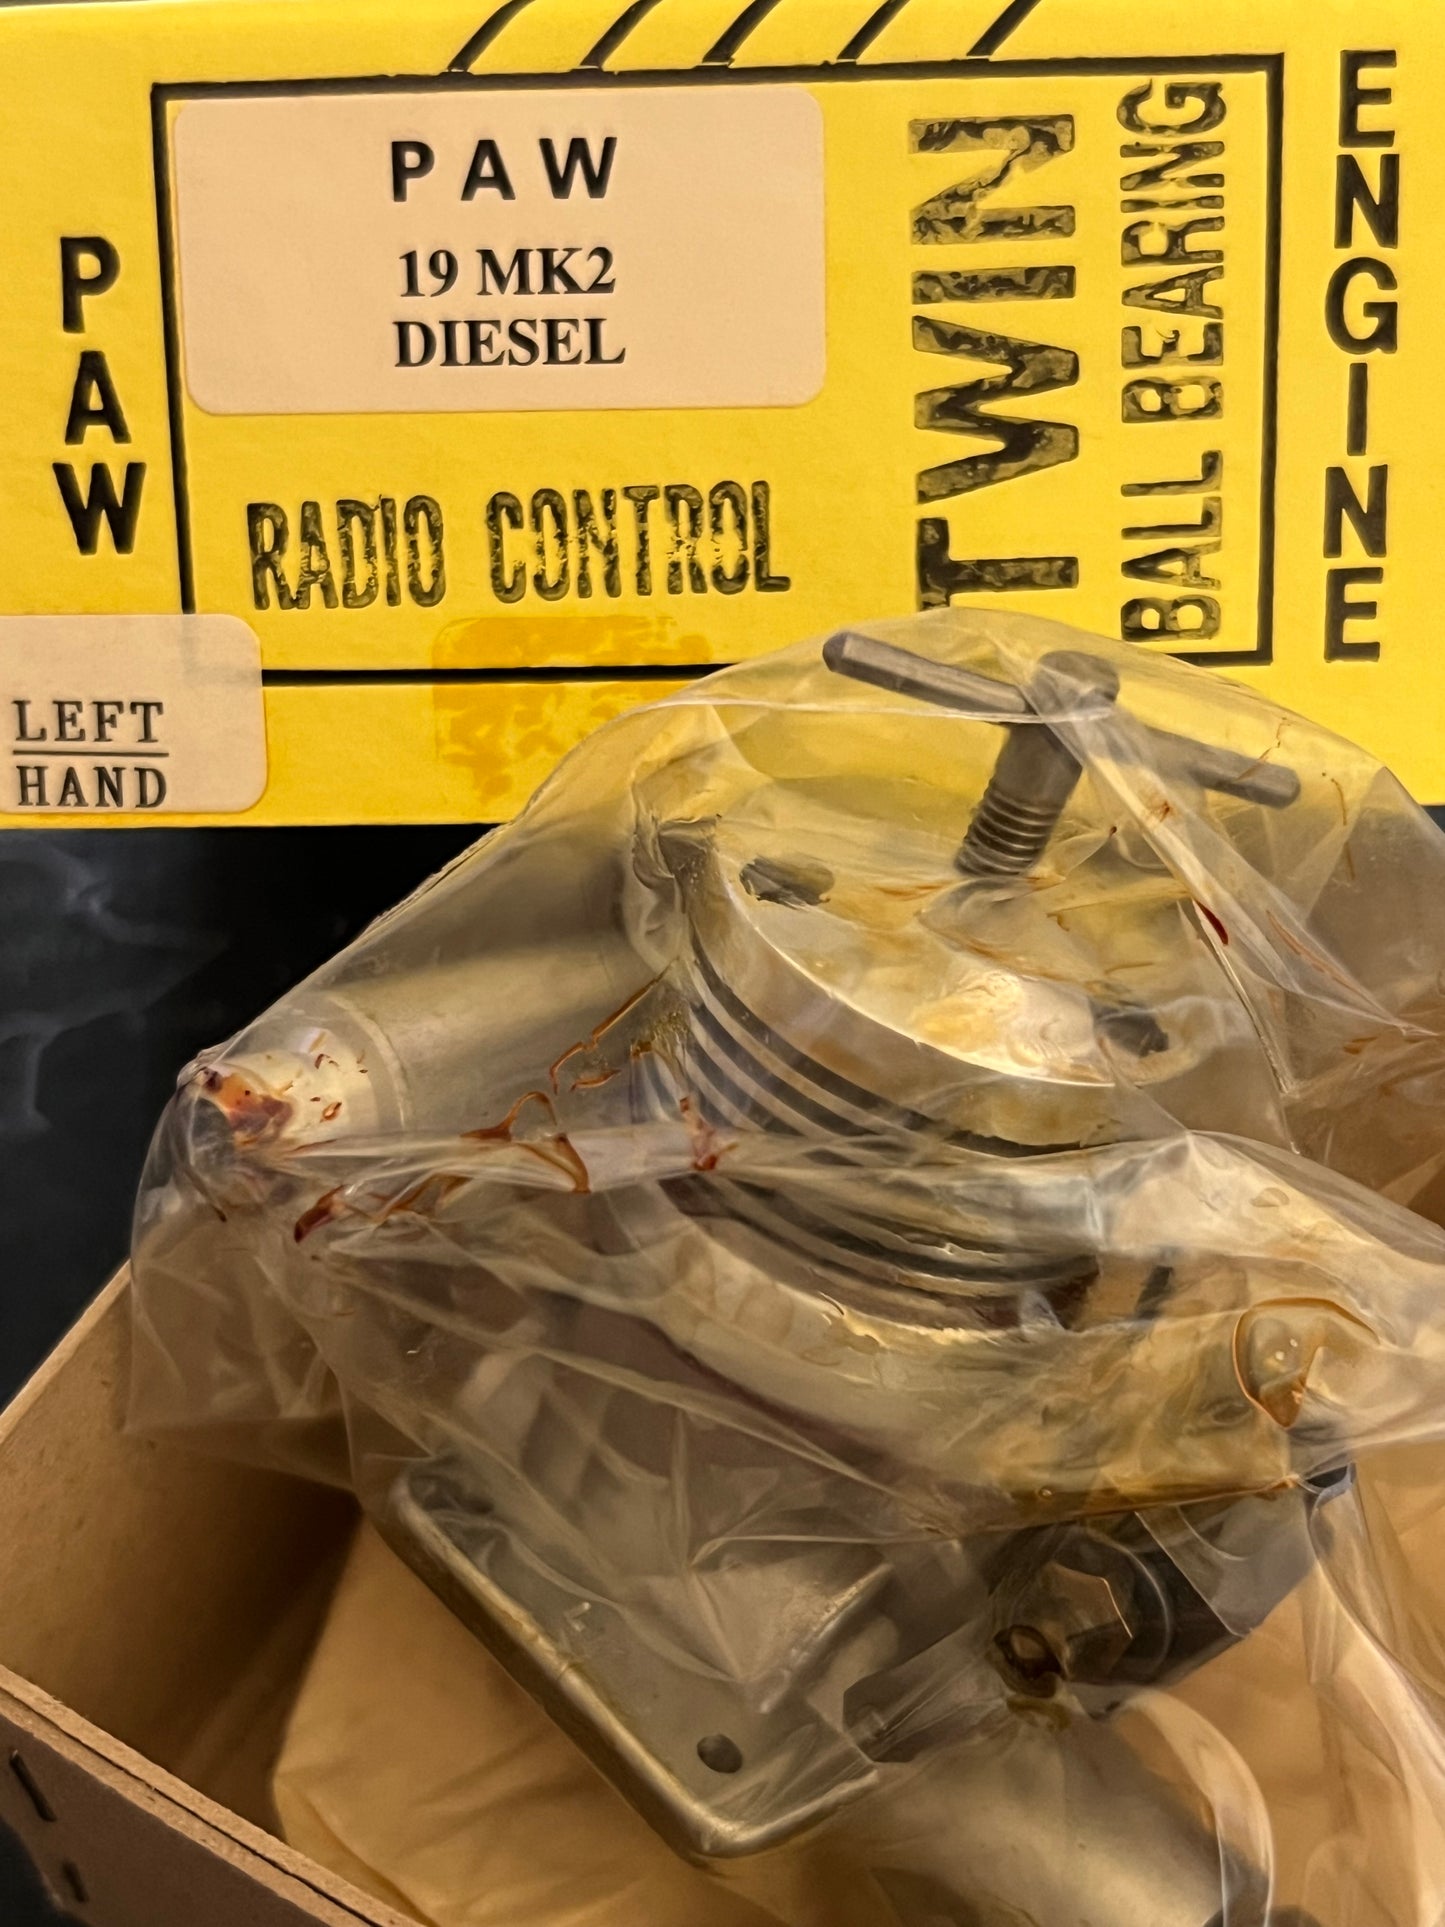 PAW
PAW
19 MK2
DIESEL
RADIO CONTROL
TWIN
BALL BEARING
ENGINE
LEFT
HAND
L